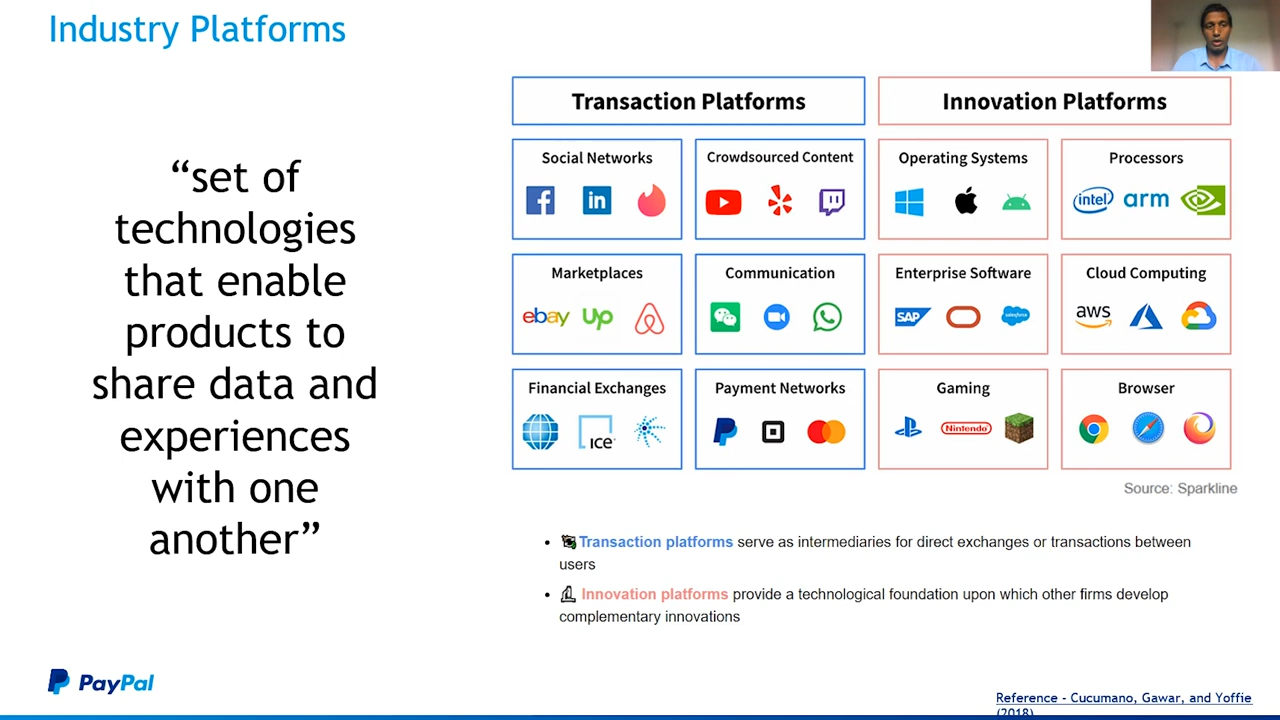 Industry Platforms
“set of
technologies
that enable
products to
share data and
experiences
with one
another”
Transaction Platforms
Innovation Platforms
Social Networks
Crowdsourced Content
Operating Systems
Processors
in
intel
arm
Marketplaces
Communication
Enterprise Software
Cloud Computing
ebay
Up
SAP
salesforce
aws
Financial Exchanges
Payment Networks
Gaming
Browser
ICE
Nintendo
Source: Sparkline
Transaction platforms serve as intermediaries for direct exchanges or transactions between
users
Innovation platforms provide a technological foundation upon which other firms develop
complementary innovations
PayPal
Reference - Cucumano, Gawar, and Yoffie
(2018)